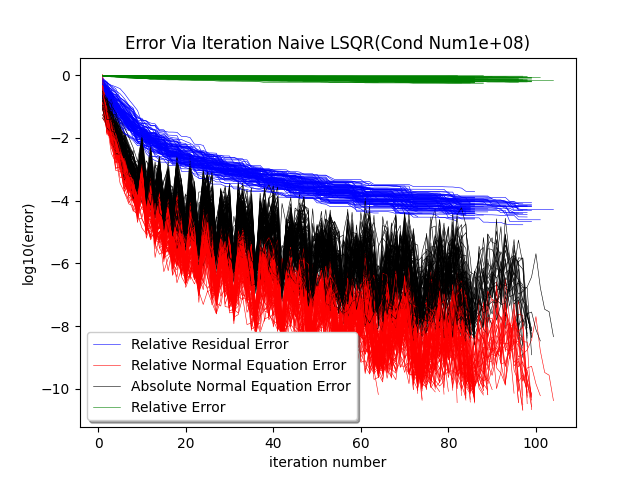 Error Via Iteration Naive LSQR(Cond Num1e+08)
0
−2
−4
−6
−8
−10
log10(error)
Relative Residual Error
Relative Normal Equation Error
Absolute Normal Equation Error
Relative Error
0 20 40 60 80 100
iteration number